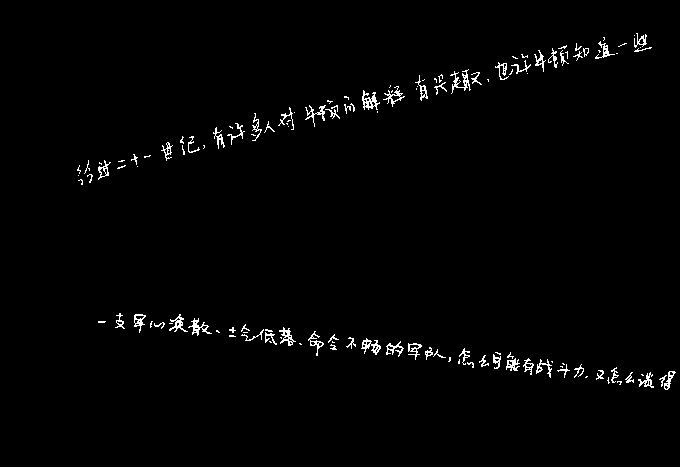 给过二十一世纪,有许多人对牛顿的解释有兴趣,也许牛顿知道一些
一支军心涣散、士气低落、命令不畅的军队,怎么可能有战斗力.又怎么谈得